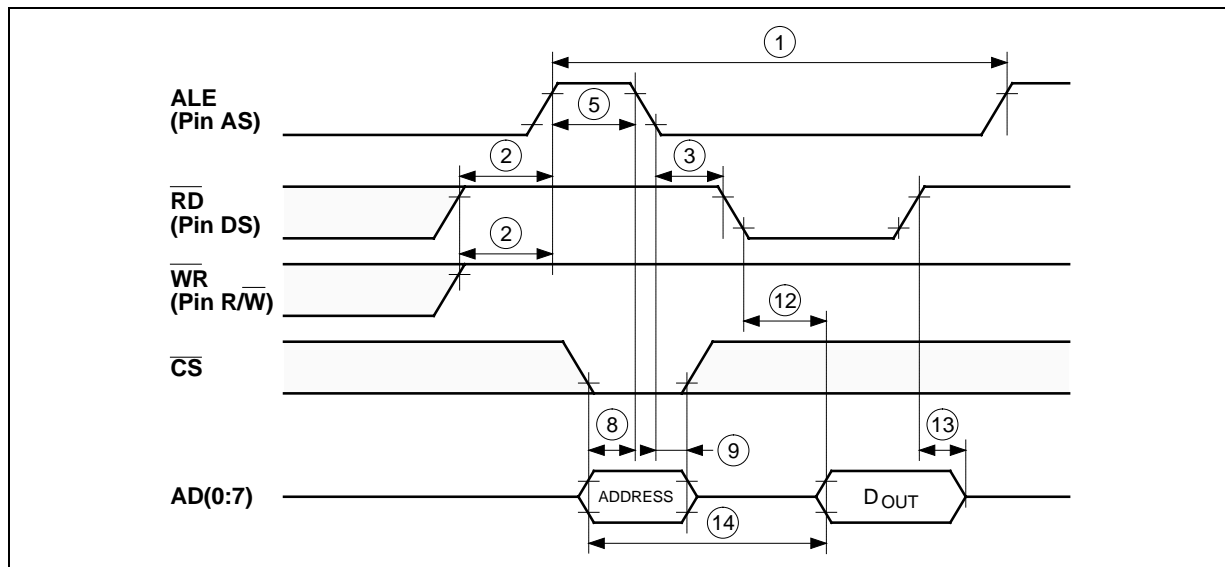 1
ALE
(Pin AS)
5
2
3
RD
(Pin DS)
2
WR
(Pin R/W)
12
CS
8
9
13
AD(0:7)
ADDRESS
DOUT
14